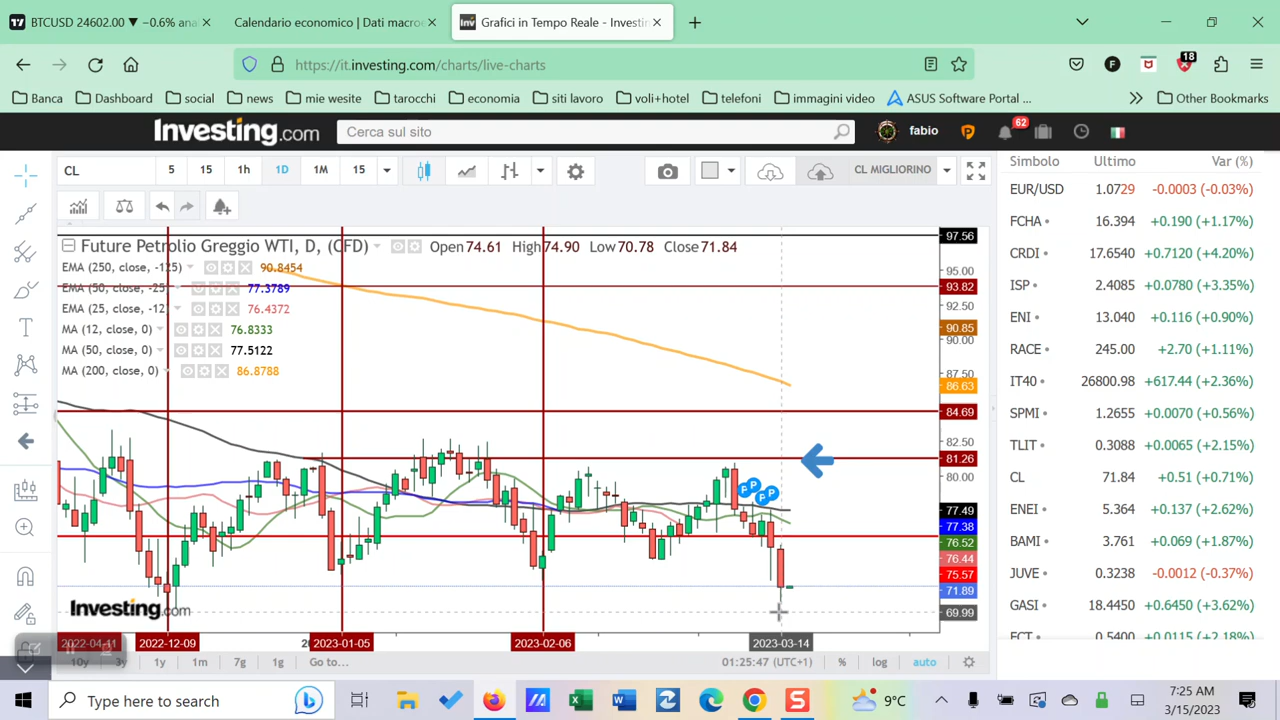 BTCUSD 24602.00 ▼ −0.6% anal
Calendario economico | Dati macroe
Grafici in Tempo Reale - Investin
https://it.investing.com/charts/live-charts
18
Banca
Dashboard
social
news
mie wesite
tarocchi
economia
siti lavoro
voli+hotel
telefoni
immagini video
ASUS Software Portal ...
Other Bookmarks
Investing.com
Cerca sul sito
fabio
62
CL
5
15
1h
1D
1M
15
CL MIGLIORINO
Future Petrolio Greggio WTI, D, (CFD)
Open 74.61 High 74.90 Low 70.78 Close 71.84
EMA (250, close, -125) 90.8454
EMA (50, close, -25) 77.3789
EMA (25, close, -12) 76.4372
MA (12, close, 0) 76.8333
MA (50, close, 0) 77.5122
MA (200, close, 0) 86.8788
P P P P
97.56
95.00
93.82
92.50
90.85
90.00
87.50
86.63
84.69
82.50
81.26
80.00
77.49
77.38
76.52
76.44
75.57
71.89
69.99
Investing.com
2022-04-11
2022-12-09
2023-01-05
2023-02-06
2023-03-14
10y
3y
1y
1m
7g
1g
Go to...
01:25:47 (UTC+1)
%
log
auto
Simbolo Ultimo Var (%)
EUR/USD 1.0729 -0.0003 (-0.03%)
FCHA 16.394 +0.190 (+1.17%)
CRDI 17.6540 +0.7120 (+4.20%)
ISP 2.4085 +0.0780 (+3.35%)
ENI 13.040 +0.116 (+0.90%)
RACE 245.00 +2.70 (+1.11%)
IT40 26800.98 +617.44 (+2.36%)
SPMI 1.2655 +0.0070 (+0.56%)
TLIT 0.3088 +0.0065 (+2.15%)
CL 71.84 +0.51 (+0.71%)
ENEI 5.364 +0.137 (+2.62%)
BAMI 3.761 +0.069 (+1.87%)
JUVE 0.3238 -0.0012 (-0.37%)
GASI 18.4450 +0.6450 (+3.62%)
FCT 0.5400 +0.0115 (+2.18%)
Type here to search
9°C
7:25 AM
3/15/2023